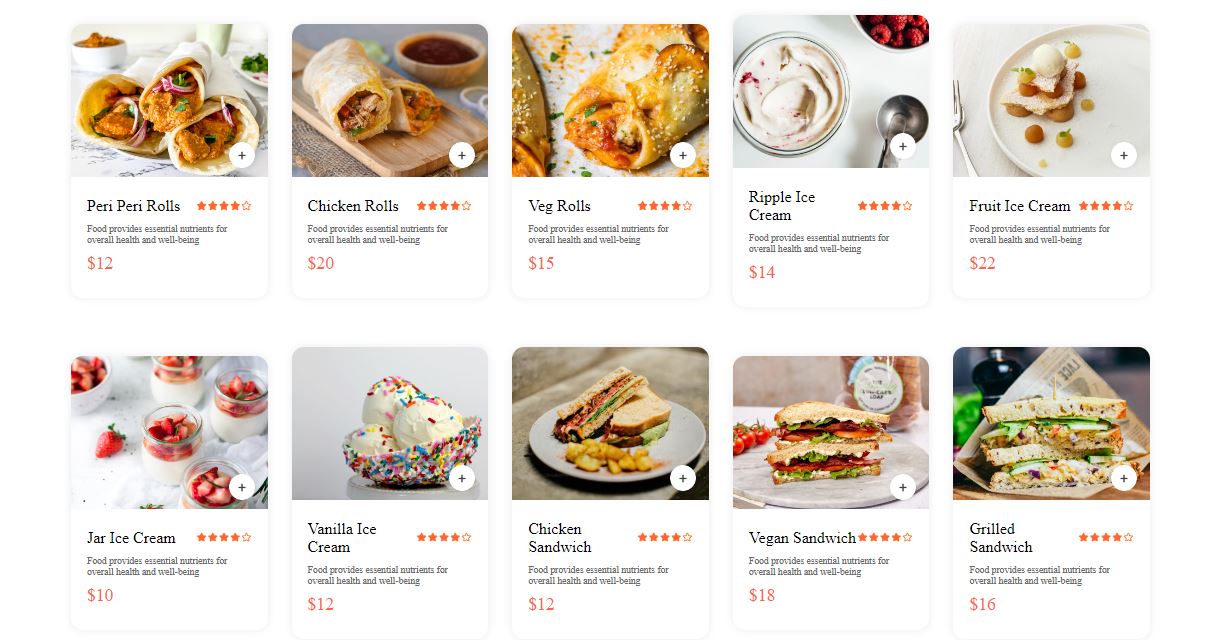 Peri Peri Rolls
Food provides essential nutrients for
overall health and well-being
$12
Chicken Rolls
Food provides essential nutrients for
overall health and well-being
$20
Veg Rolls
Food provides essential nutrients for
overall health and well-being
$15
Ripple Ice
Cream
Food provides essential nutrients for
overall health and well-being
$14
Fruit Ice Cream
Food provides essential nutrients for
overall health and well-being
$22
Jar Ice Cream
Food provides essential nutrients for
overall health and well-being
$10
Vanilla Ice
Cream
Food provides essential nutrients for
overall health and well-being
$12
Chicken
Sandwich
Food provides essential nutrients for
overall health and well-being
$12
Vegan Sandwich
Food provides essential nutrients for
overall health and well-being
$18
Grilled
Sandwich
Food provides essential nutrients for
overall health and well-being
$16